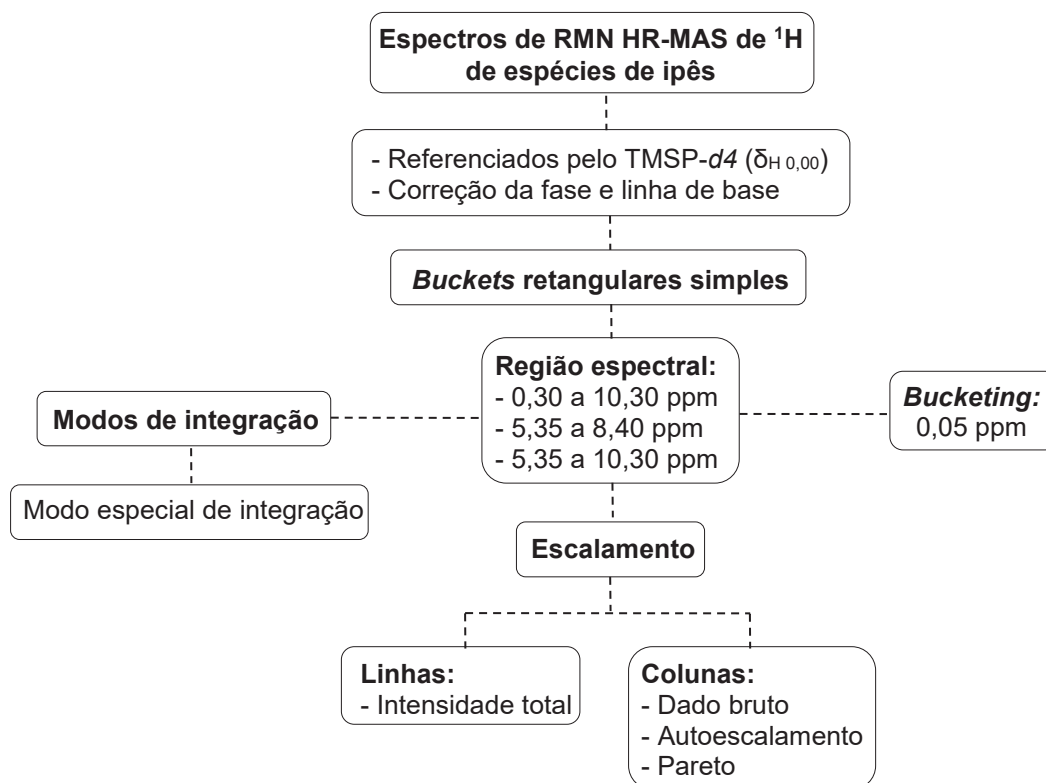 Espectros de RMN HR-MAS de ¹H
de espécies de ipês
- Referenciados pelo TMSP-d4 (δH 0,00)
- Correção da fase e linha de base
Buckets retangulares simples
Região espectral:
- 0,30 a 10,30 ppm
- 5,35 a 8,40 ppm
- 5,35 a 10,30 ppm
Modos de integração
Modo especial de integração
Bucketing:
0,05 ppm
Escalamento
Linhas:
- Intensidade total
Colunas:
- Dado bruto
- Autoescalamento
- Pareto